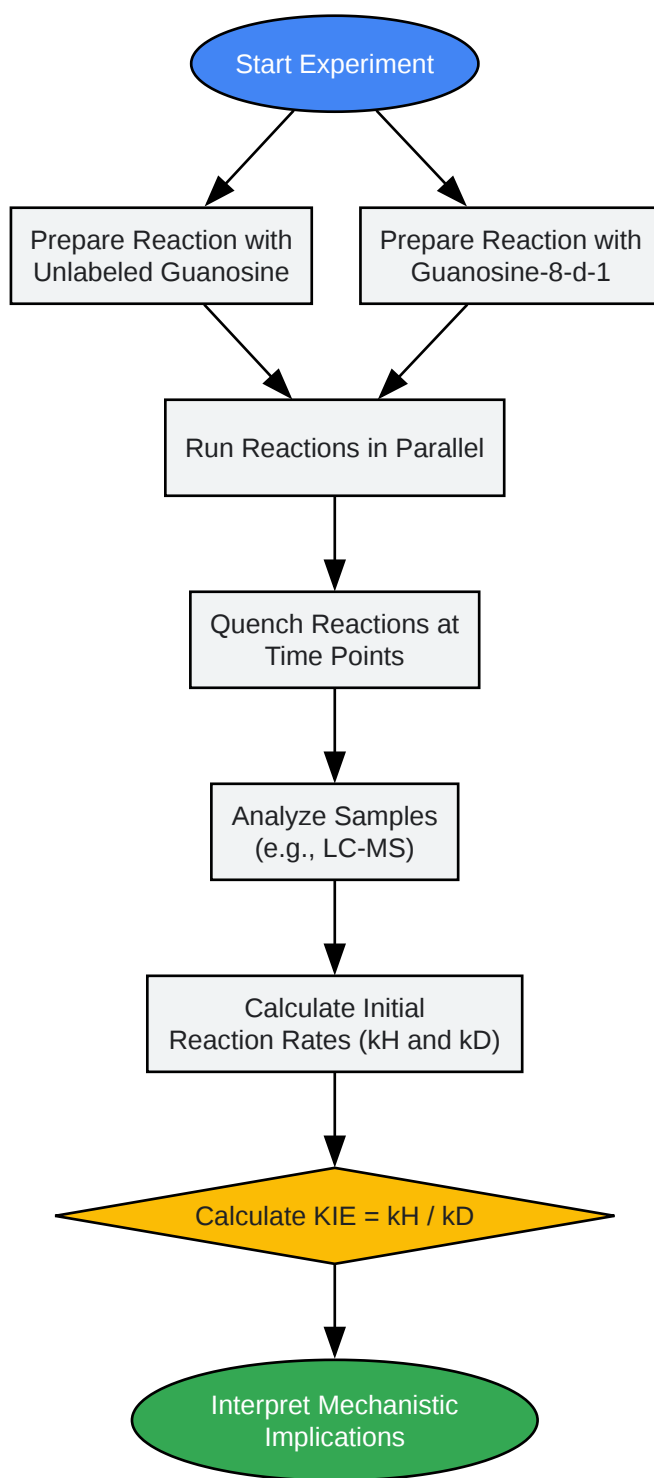 Start Experiment
Prepare Reaction with
Unlabeled Guanosine
Prepare Reaction with
Guanosine-8-d-1
Run Reactions in Parallel
Quench Reactions at
Time Points
Analyze Samples
(e.g., LC-MS)
Calculate Initial
Reaction Rates (kH and kD)
Calculate KIE = kH / kD
Interpret Mechanistic
Implications